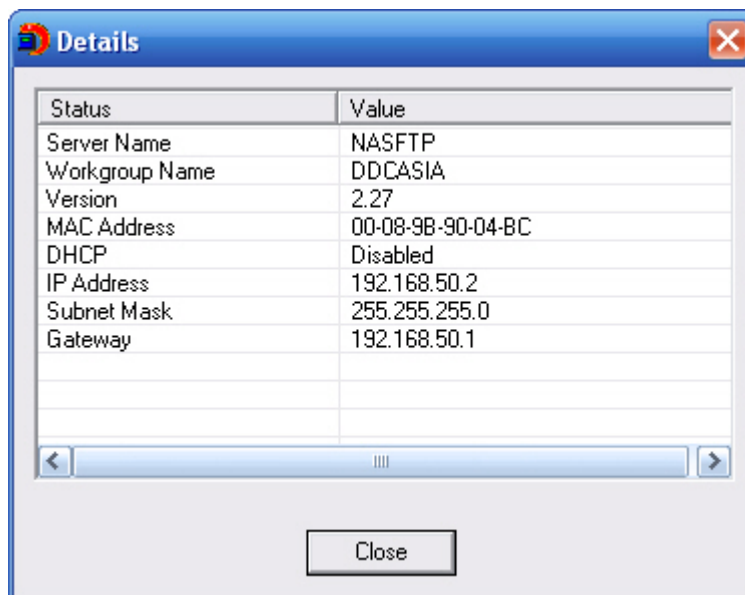 Details
Status Value
Server Name NASFTP
Workgroup Name DDCASIA
Version 2.27
MAC Address 00-08-9B-90-04-BC
DHCP Disabled
IP Address 192.168.50.2
Subnet Mask 255.255.255.0
Gateway 192.168.50.1
Close